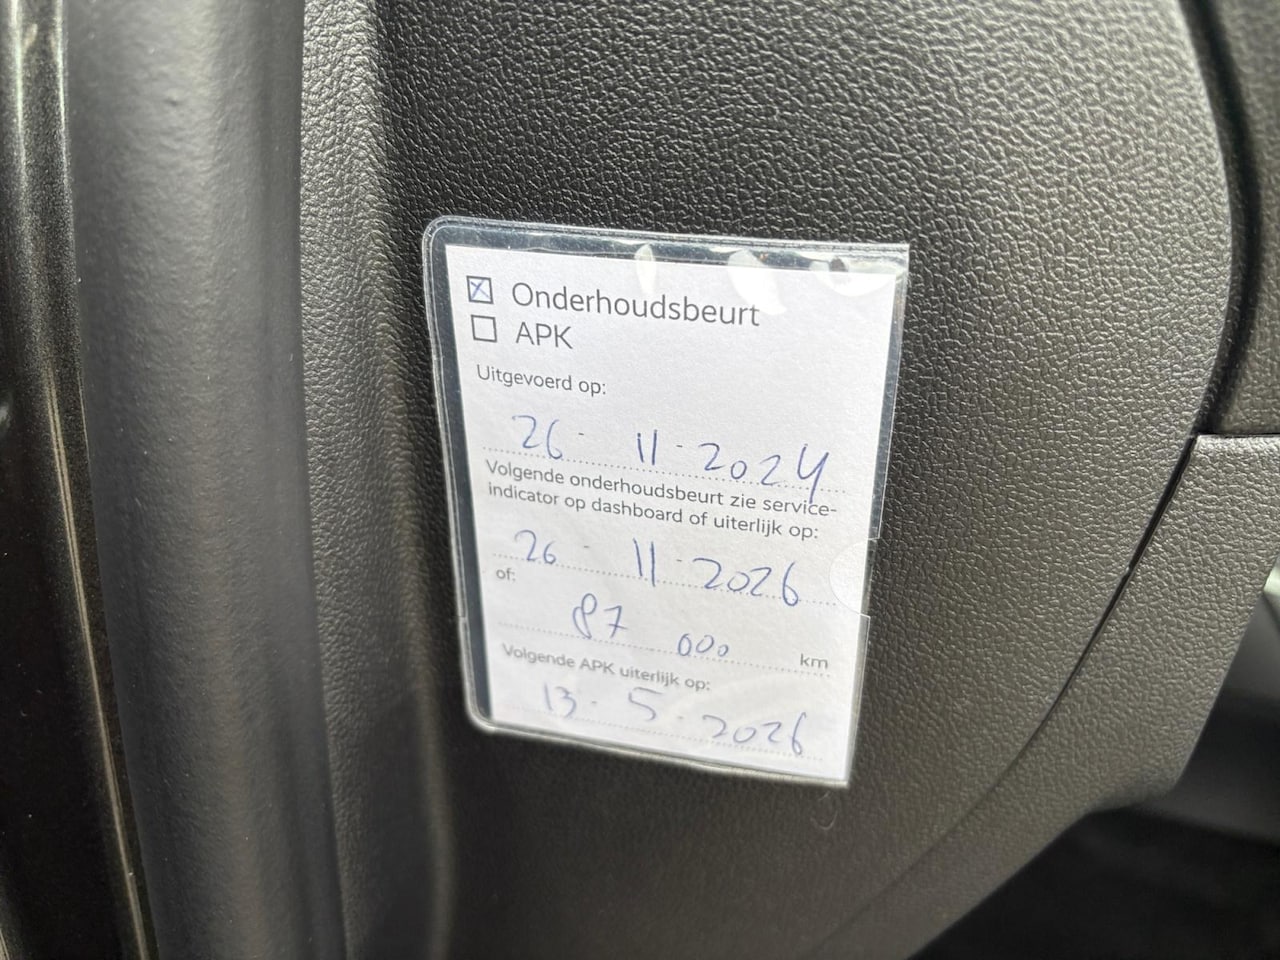 ☒ Onderhoudsbeurt
☐ APK
Uitgevoerd op:
26 - 11 - 2024
Volgende onderhoudsbeurt zie service-
indicator op dashboard of uiterlijk op:
26 - 11 - 2026
of:
87 000 km
Volgende APK uiterlijk op:
13 - 5 - 2026